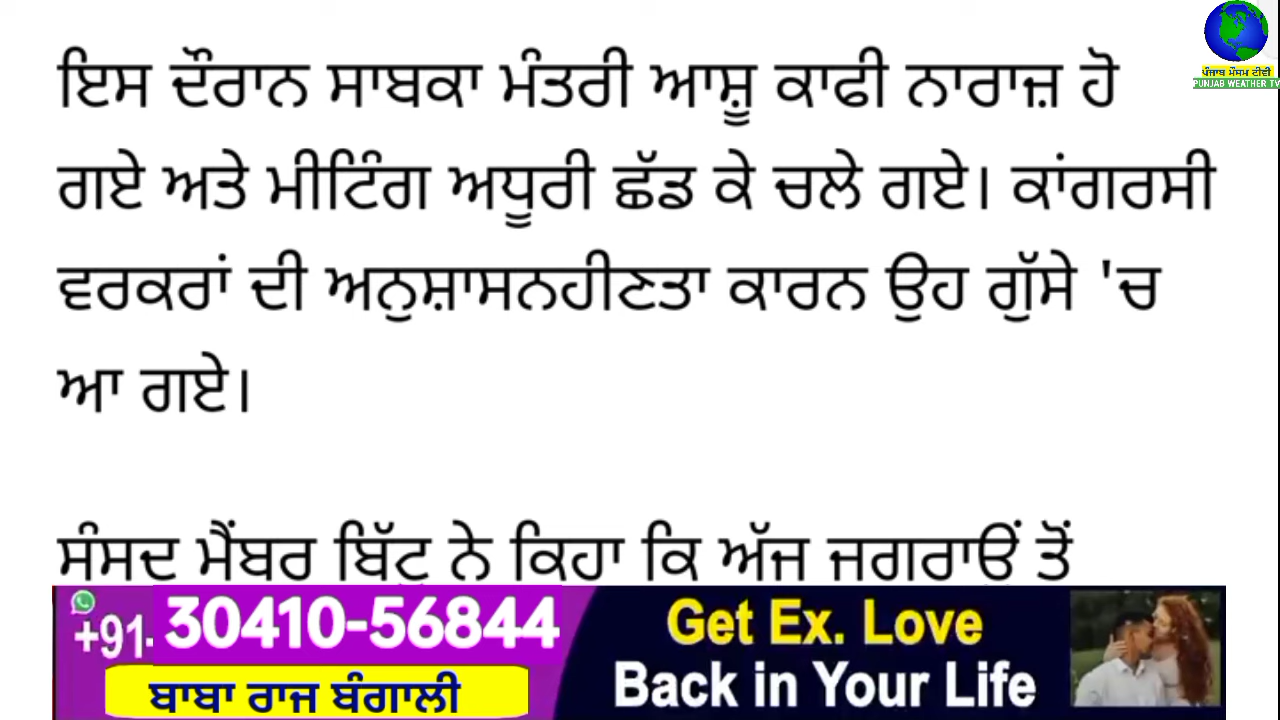 ਪੰਜਾਬ ਮੌਸਮ ਟੀਵੀ
PUNJAB WEATHER TV
ਇਸ ਦੌਰਾਨ ਸਾਬਕਾ ਮੰਤਰੀ ਆਸ਼ੂ ਕਾਫੀ ਨਾਰਾਜ਼ ਹੋ
ਗਏ ਅਤੇ ਮੀਟਿੰਗ ਅਧੂਰੀ ਛੱਡ ਕੇ ਚਲੇ ਗਏ। ਕਾਂਗਰਸੀ
ਵਰਕਰਾਂ ਦੀ ਅਨੁਸ਼ਾਸਨਹੀਣਤਾ ਕਾਰਨ ਉਹ ਗੁੱਸੇ 'ਚ
ਆ ਗਏ।
ਸੰਸਦ ਮੈਂਬਰ ਬਿੱਟੂ ਨੇ ਕਿਹਾ ਕਿ ਅੱਜ ਜਗਰਾਓਂ ਤੋਂ
+91. 30410-56844
ਬਾਬਾ ਰਾਜ ਬੰਗਾਲੀ
Get Ex. Love
Back in Your Life